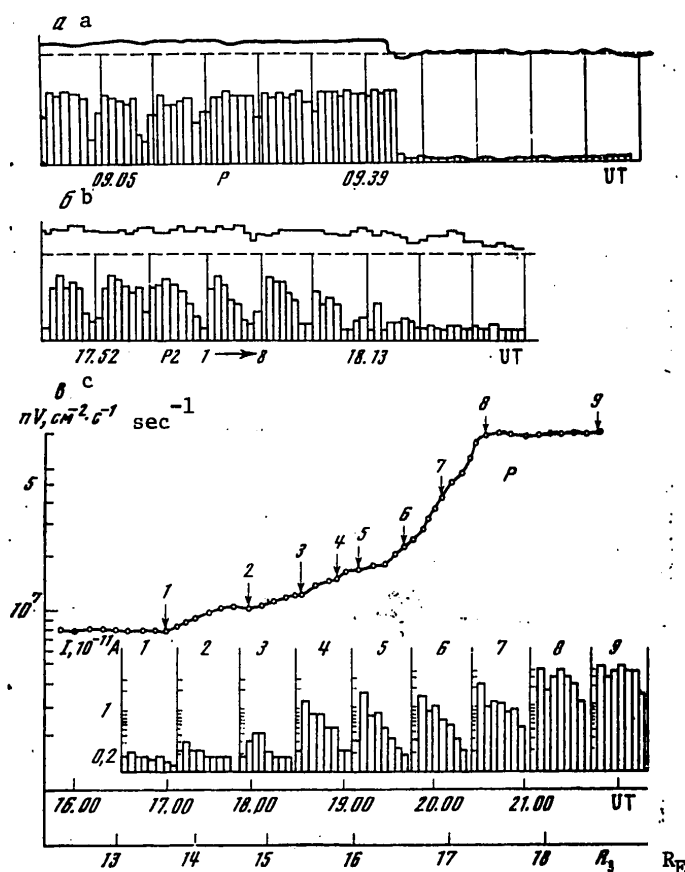 а a
09.05 P 09.39 UT
б b
17.52 P2 1 → 8 18.13 UT
в c
nV, см⁻²·с⁻¹ sec⁻¹
5
10⁷
1 2 3 4 5 6 7 8 9
P
I, 10⁻¹¹ A 1 2 3 4 5 6 7 8 9
1
0,2
16.00 17.00 18.00 19.00 20.00 21.00 UT
13 14 15 16 17 18 R₃ R_E